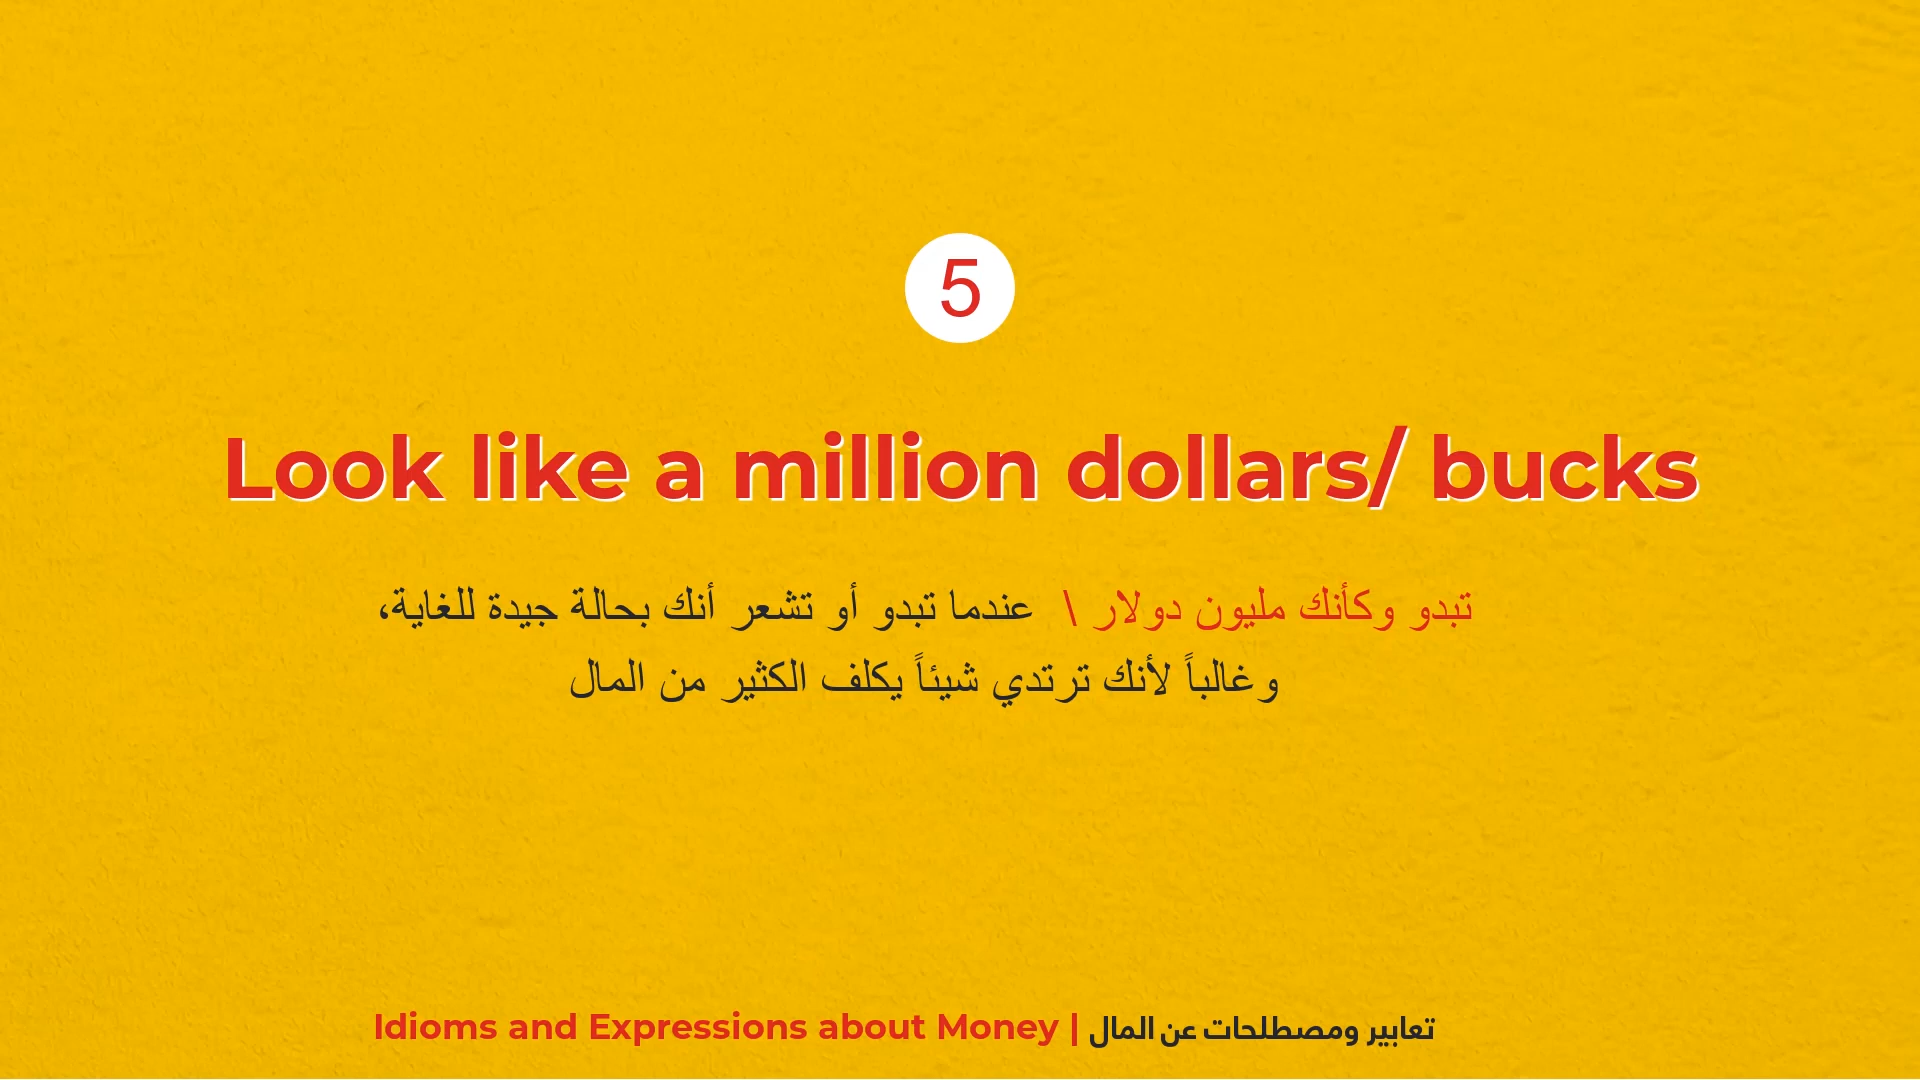 5
Look like a million dollars/ bucks
تبدو وكأنك مليون دولار \ عندما تبدو أو تشعر أنك بحالة جيدة للغاية،
وغالباً لأنك ترتدي شيئاً يكلف الكثير من المال
Idioms and Expressions about Money | تعابير ومصطلحات عن المال